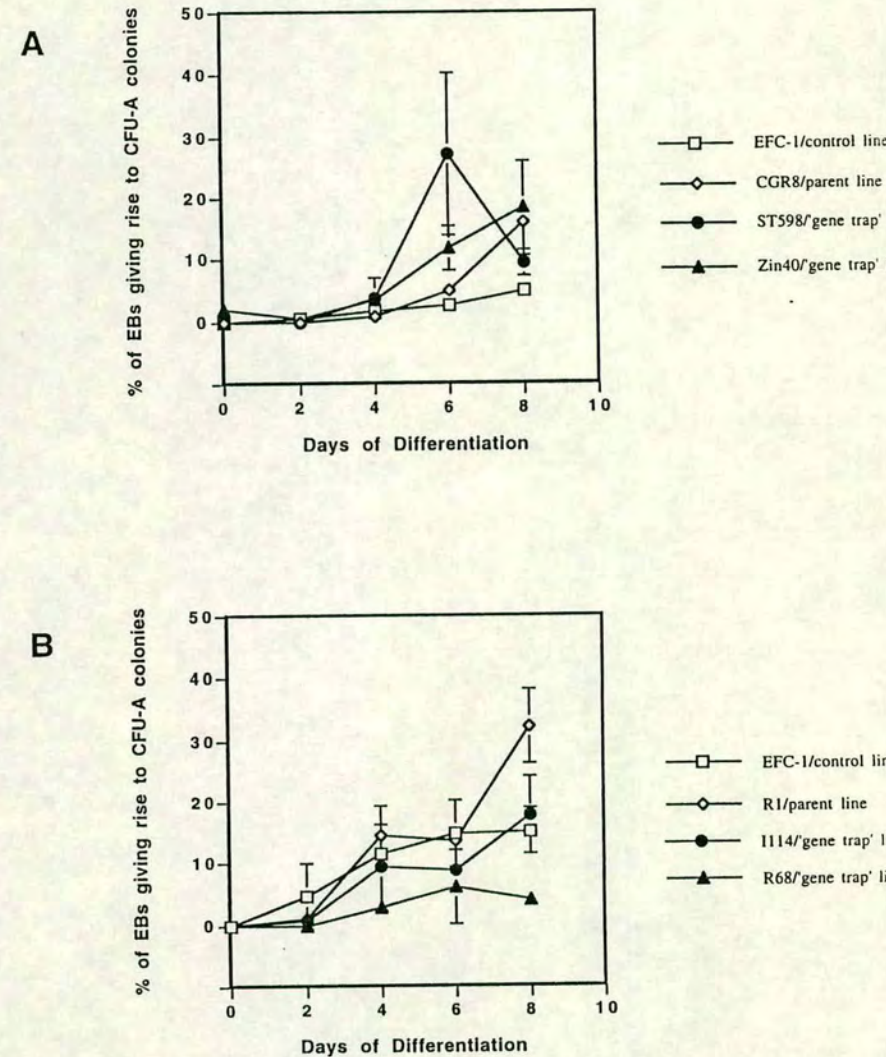 A
% of EBs giving rise to CFU-A colonies
50
40
30
20
10
0
0 2 4 6 8 10
Days of Differentiation
EFC-1/control line
CGR8/parent line
ST598/'gene trap'
Zin40/'gene trap'
B
% of EBs giving rise to CFU-A colonies
50
40
30
20
10
0
0 2 4 6 8 10
Days of Differentiation
EFC-1/control lin
R1/parent line
I114/'gene trap' l
R68/'gene trap' li